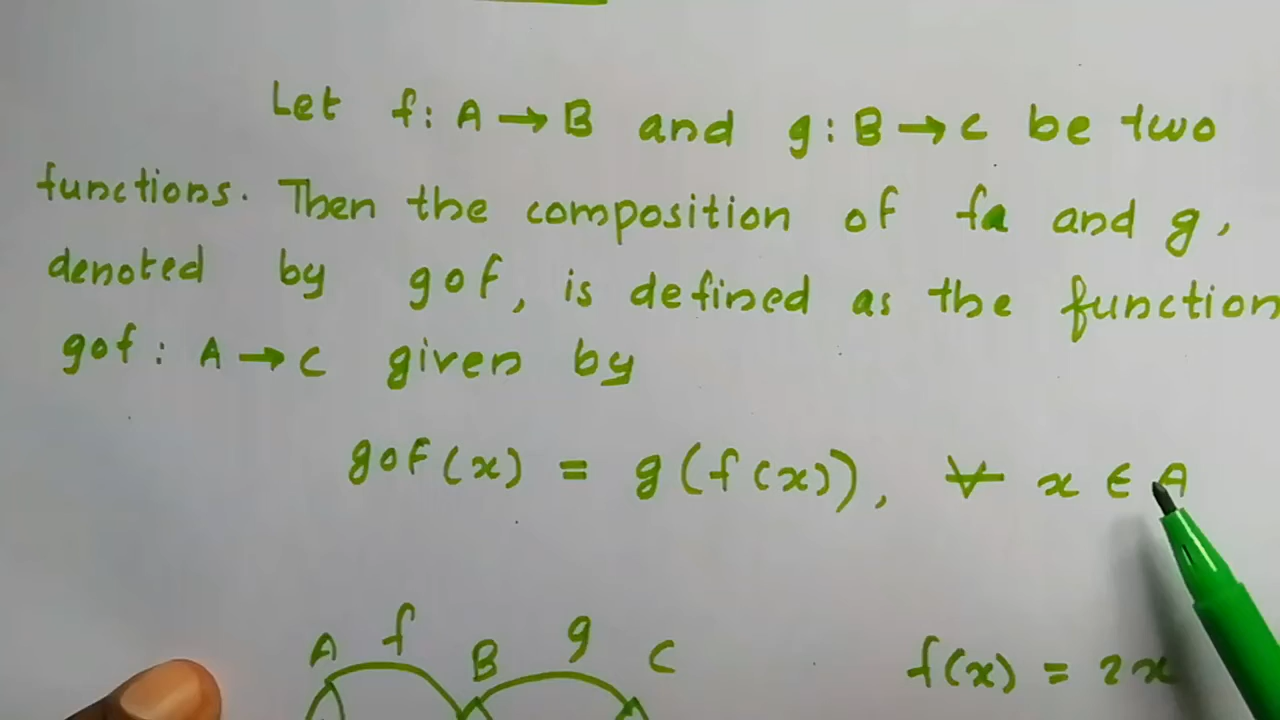 Let f: A → B and g: B → C be two
functions. Then the composition of fa and g,
denoted by gof, is defined as the function
gof: A → C given by
gof(x) = g(f(x)), ∀ x ∈ A
A f B g C
f(x) = 2x